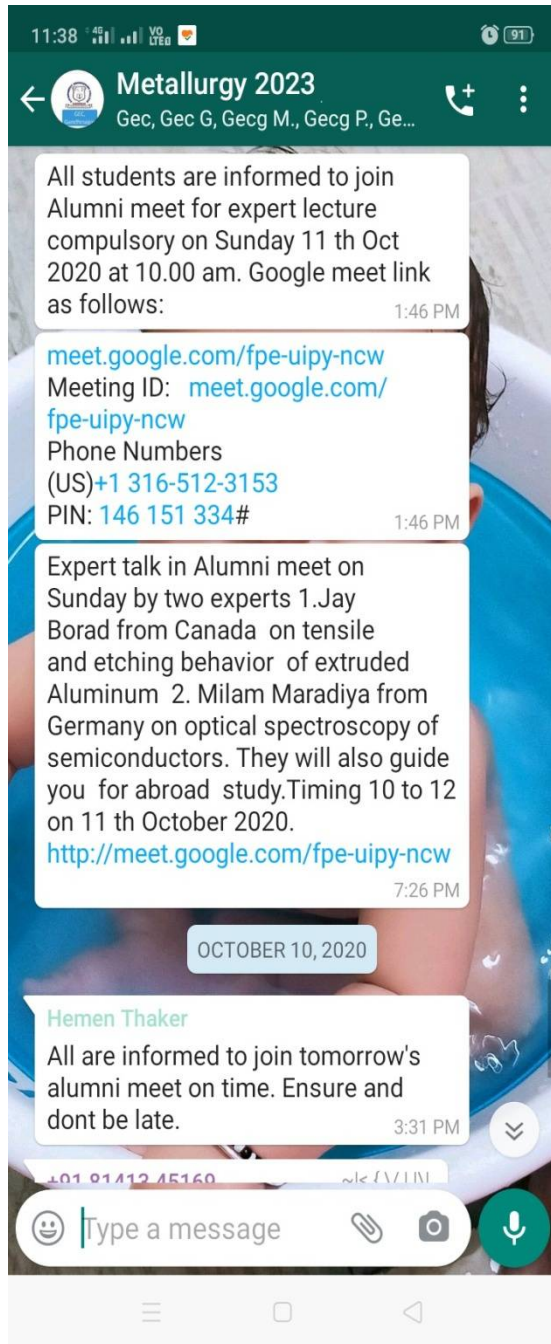 11:38 4G VO LTE2 91
Metallurgy 2023
Gec, Gec G, Gecg M., Gecg P., Ge...
All students are informed to join
Alumni meet for expert lecture
compulsory on Sunday 11 th Oct
2020 at 10.00 am. Google meet link
as follows:
1:46 PM
meet.google.com/fpe-uipy-ncw
Meeting ID: meet.google.com/
fpe-uipy-ncw
Phone Numbers
(US)+1 316-512-3153
PIN: 146 151 334#
1:46 PM
Expert talk in Alumni meet on
Sunday by two experts 1.Jay
Borad from Canada on tensile
and etching behavior of extruded
Aluminum 2. Milam Maradiya from
Germany on optical spectroscopy of
semiconductors. They will also guide
you for abroad study.Timing 10 to 12
on 11 th October 2020.
http://meet.google.com/fpe-uipy-ncw
7:26 PM
OCTOBER 10, 2020
Hemen Thaker
All are informed to join tomorrow's
alumni meet on time. Ensure and
dont be late.
3:31 PM
+91 81413 45169
Type a message